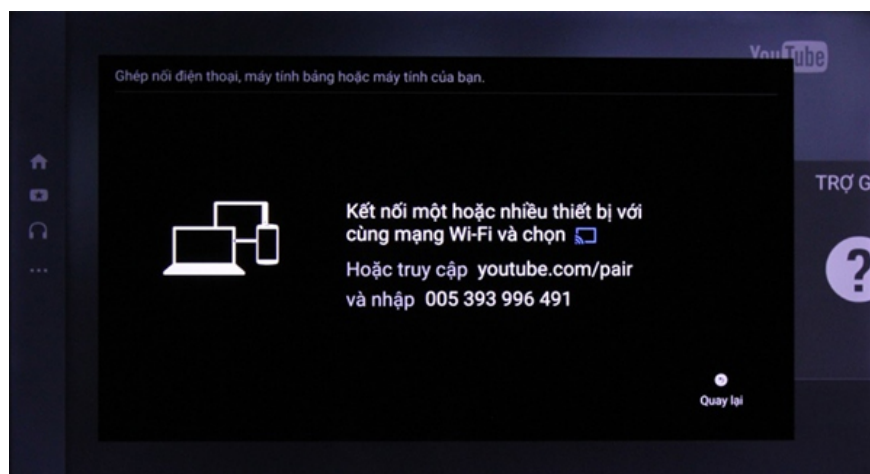 YouTube
Ghép nối điện thoại, máy tính bảng hoặc máy tính của bạn.
TRỢ G
Kết nối một hoặc nhiều thiết bị với
cùng mạng Wi-Fi và chọn
Hoặc truy cập youtube.com/pair
và nhập 005 393 996 491
Quay lại